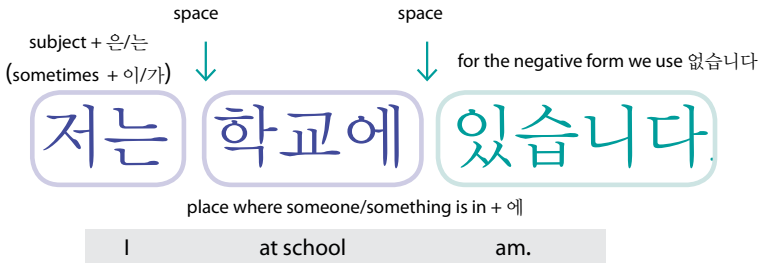 space space
subject + 은/는
(sometimes + 이/가)
for the negative form we use 없습니다
저는 학교에 있습니다.
place where someone/something is in + 에
I at school am.